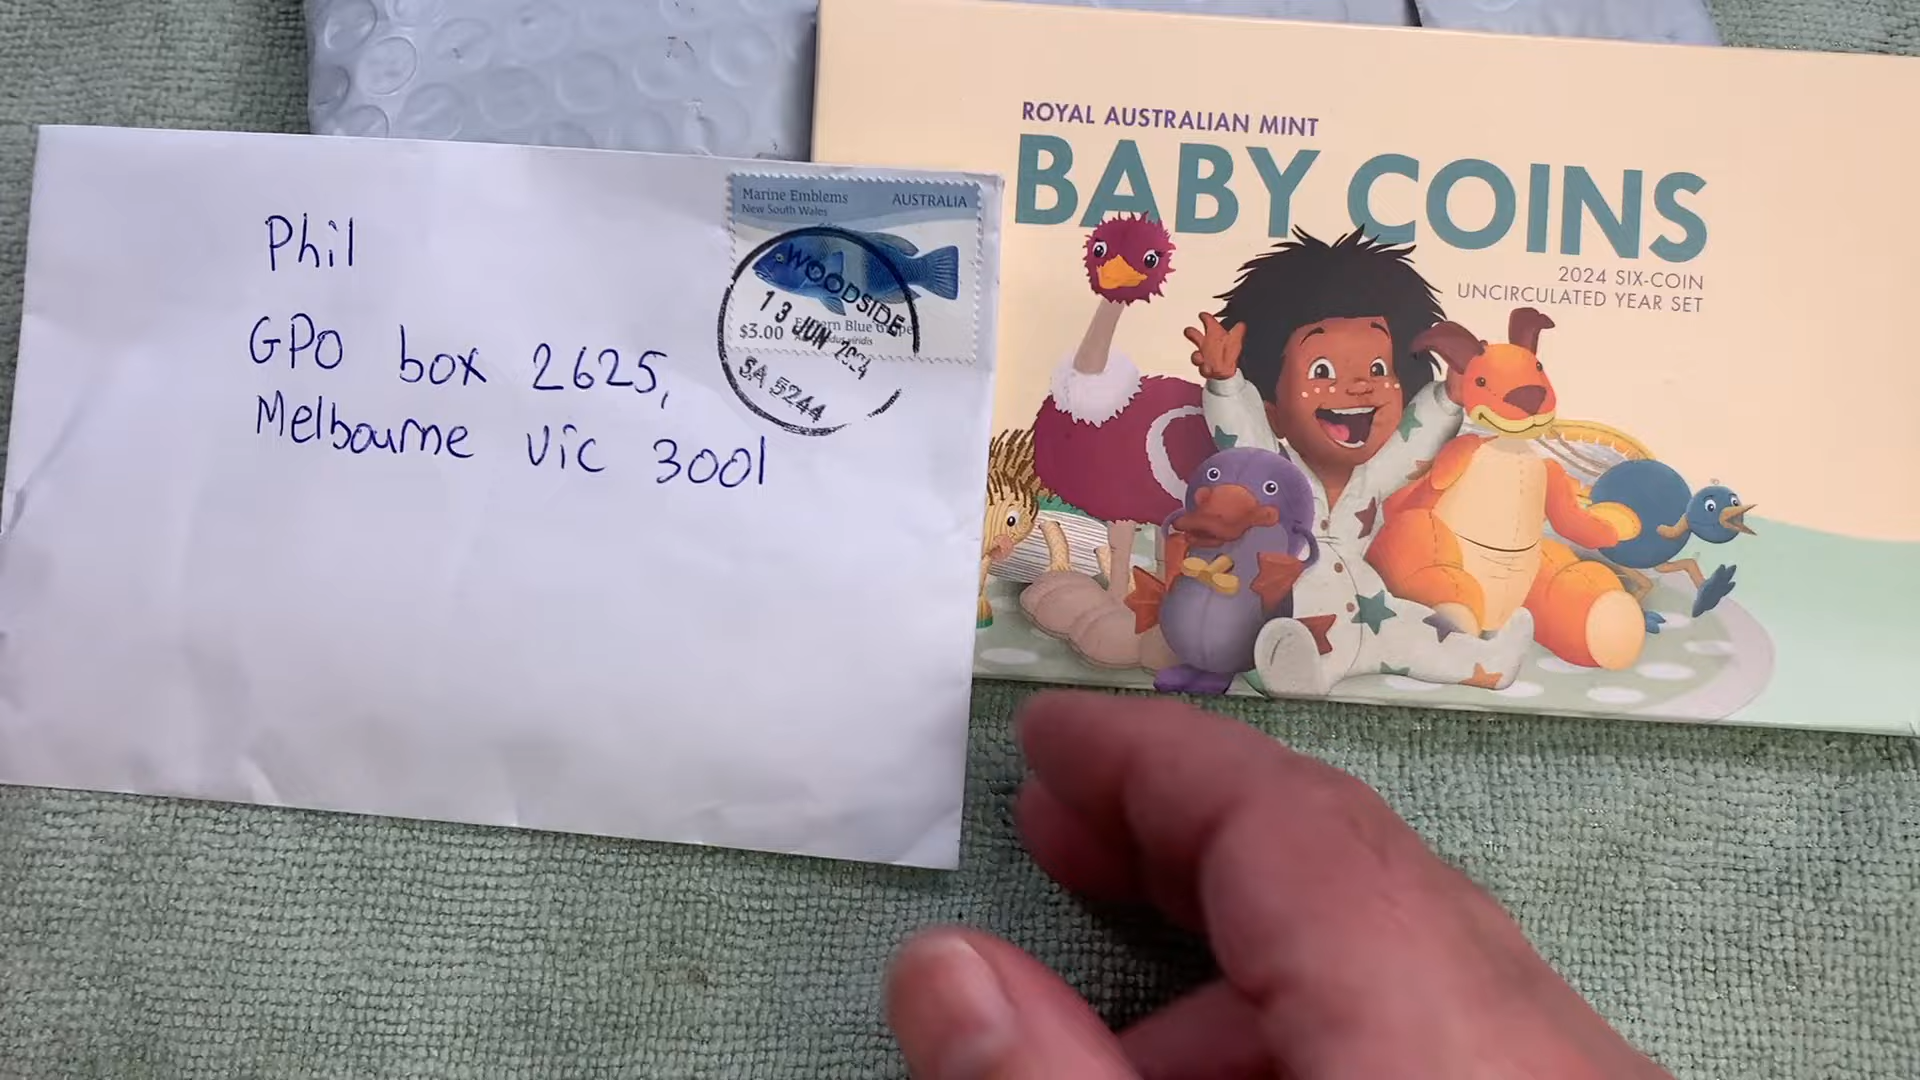 Phil
GPO box 2625,
Melbourne Vic 3001
Marine Emblems
New South Wales
AUSTRALIA
$3.00
Blue
WOODSIDE
13 JUN 2024
SA 5244
ROYAL AUSTRALIAN MINT
BABY COINS
2024 SIX-COIN
UNCIRCULATED YEAR SET